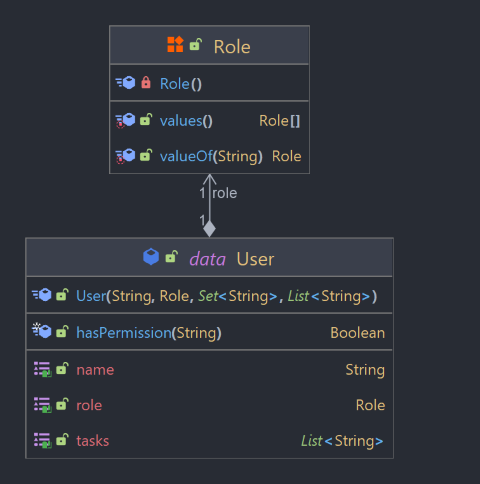 Role
Role()
values() Role[]
valueOf(String) Role
1 role
1
data User
User(String, Role, Set<String>, List<String>)
hasPermission(String) Boolean
name String
role Role
tasks List<String>